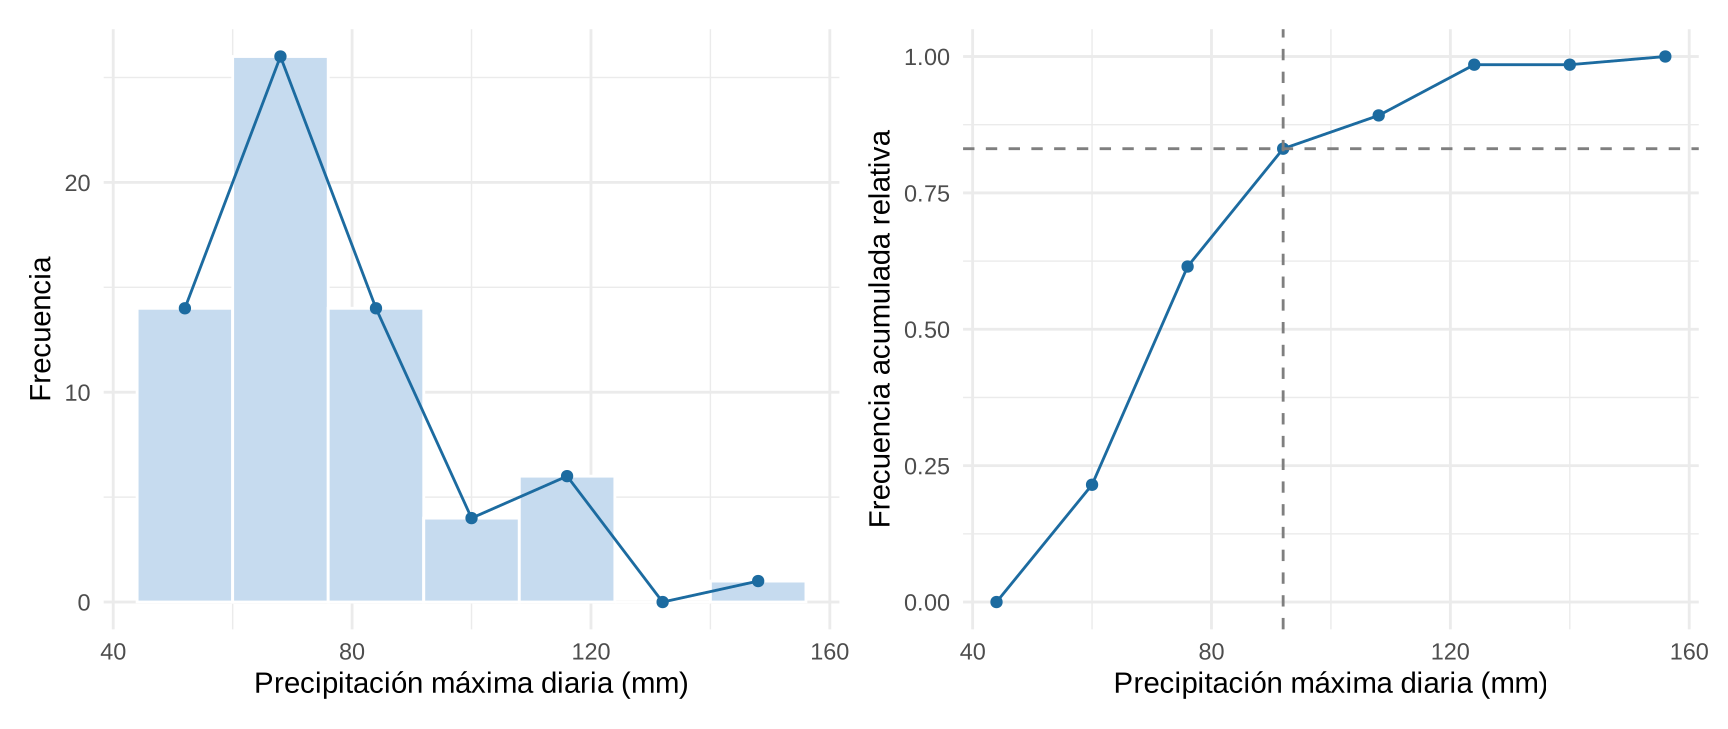 Frecuencia
20
10
0
40 80 120 160
Precipitación máxima diaria (mm)
Frecuencia acumulada relativa
1.00
0.75
0.50
0.25
0.00
40 80 120 160
Precipitación máxima diaria (mm)